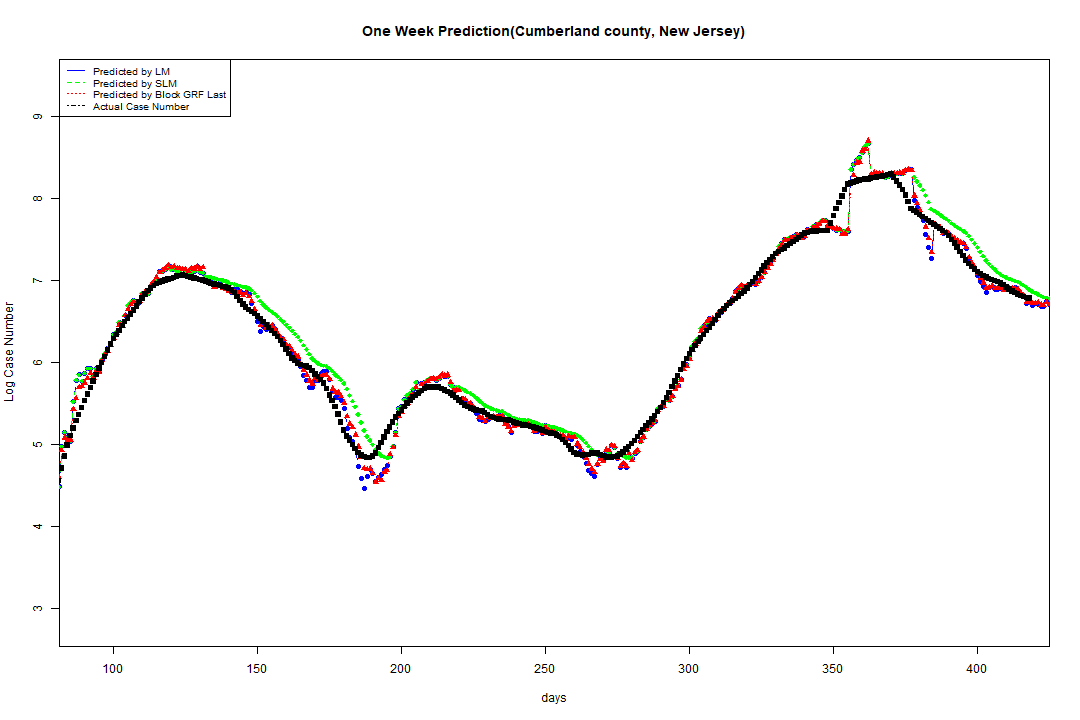 One Week Prediction(Cumberland county, New Jersey)
Predicted by LM
Predicted by SLM
Predicted by Block GRF Last
Actual Case Number
9
8
7
6
5
4
3
Log Case Number
100 150 200 250 300 350 400
days